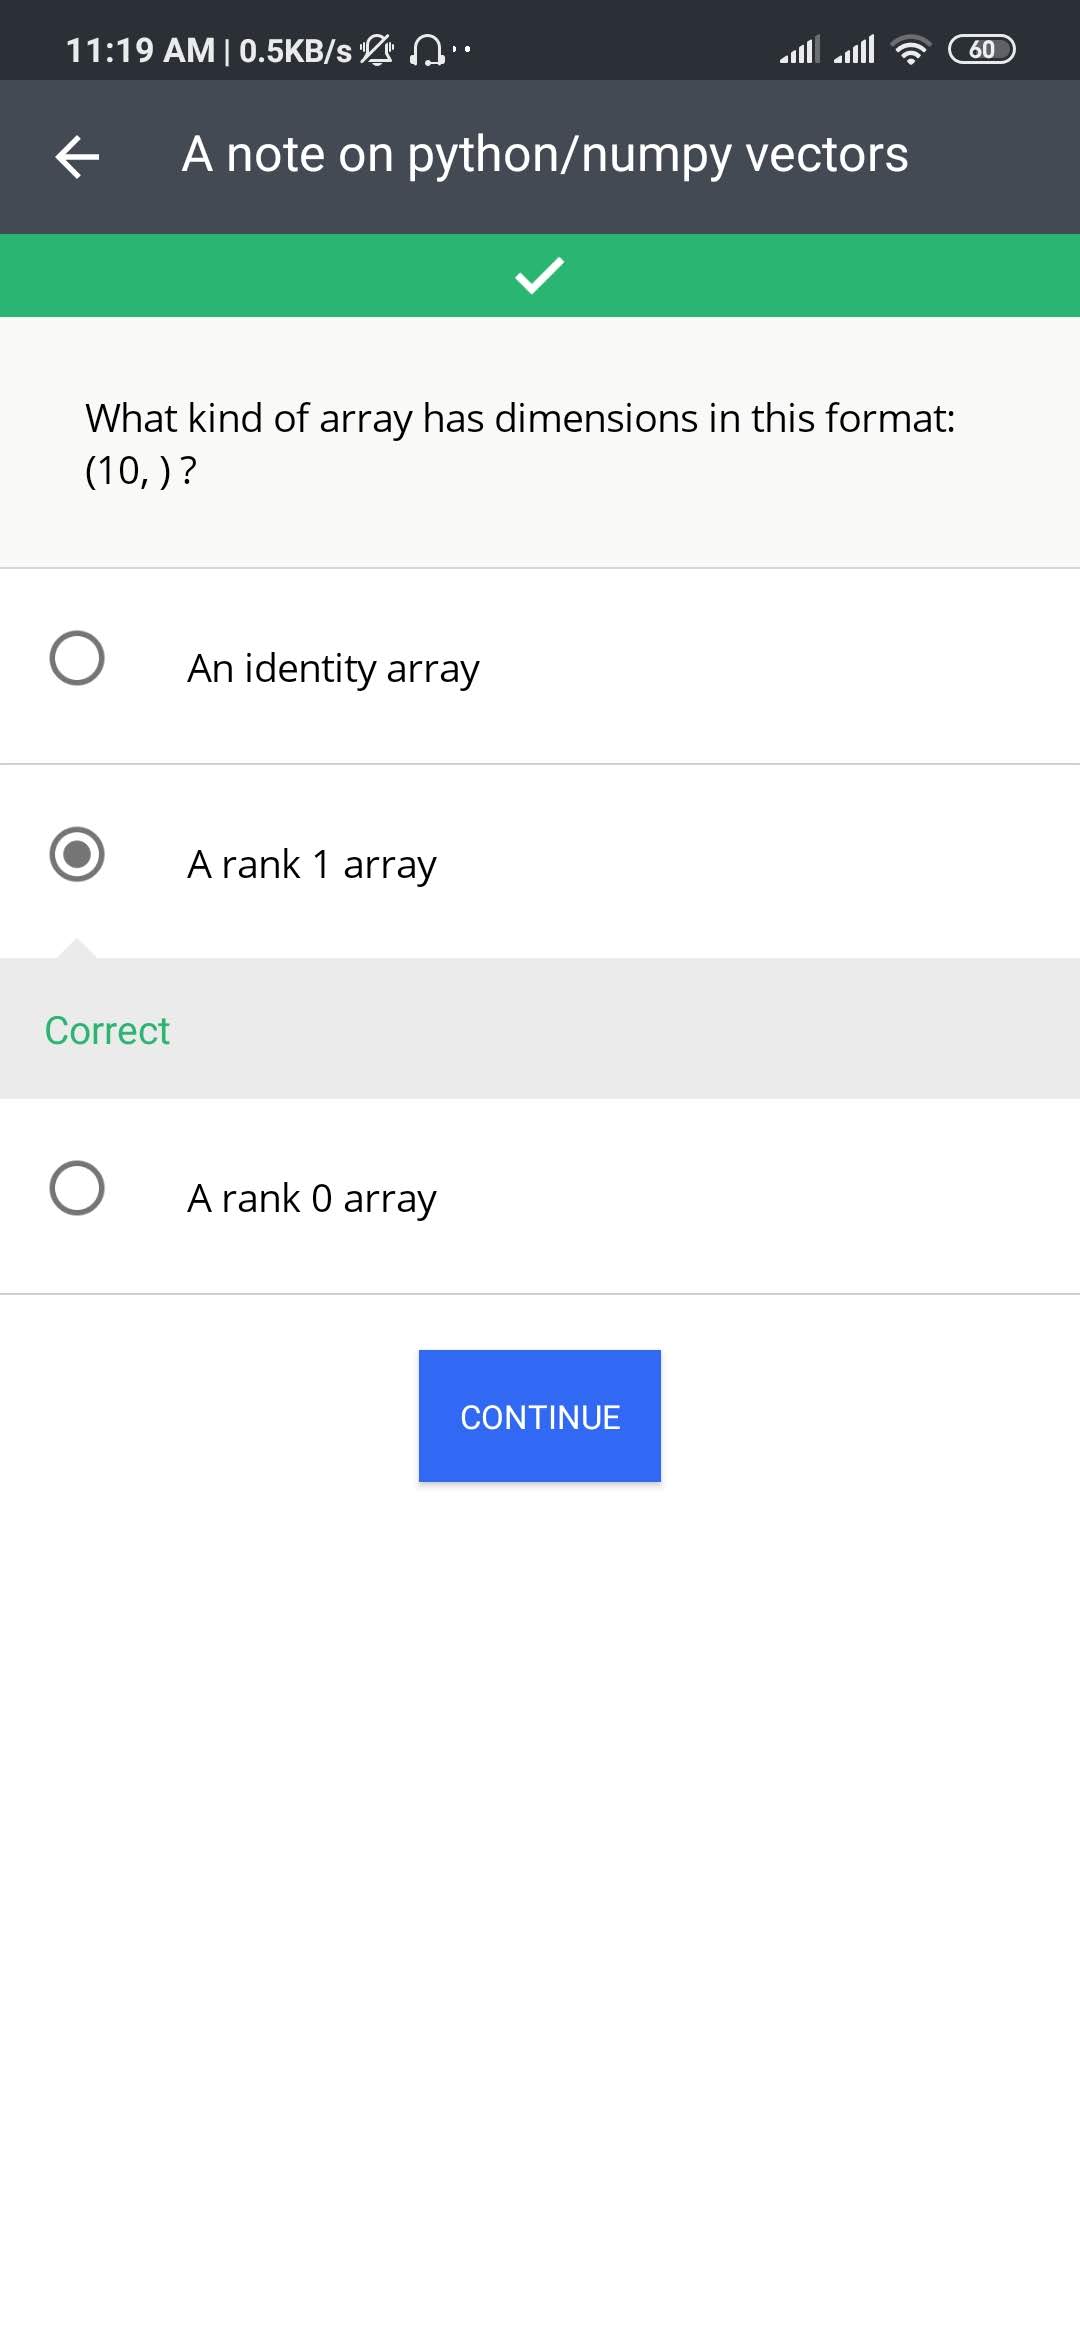 11:19 AM | 0.5KB/s
60
A note on python/numpy vectors
What kind of array has dimensions in this format:
(10, ) ?
An identity array
A rank 1 array
Correct
A rank 0 array
CONTINUE